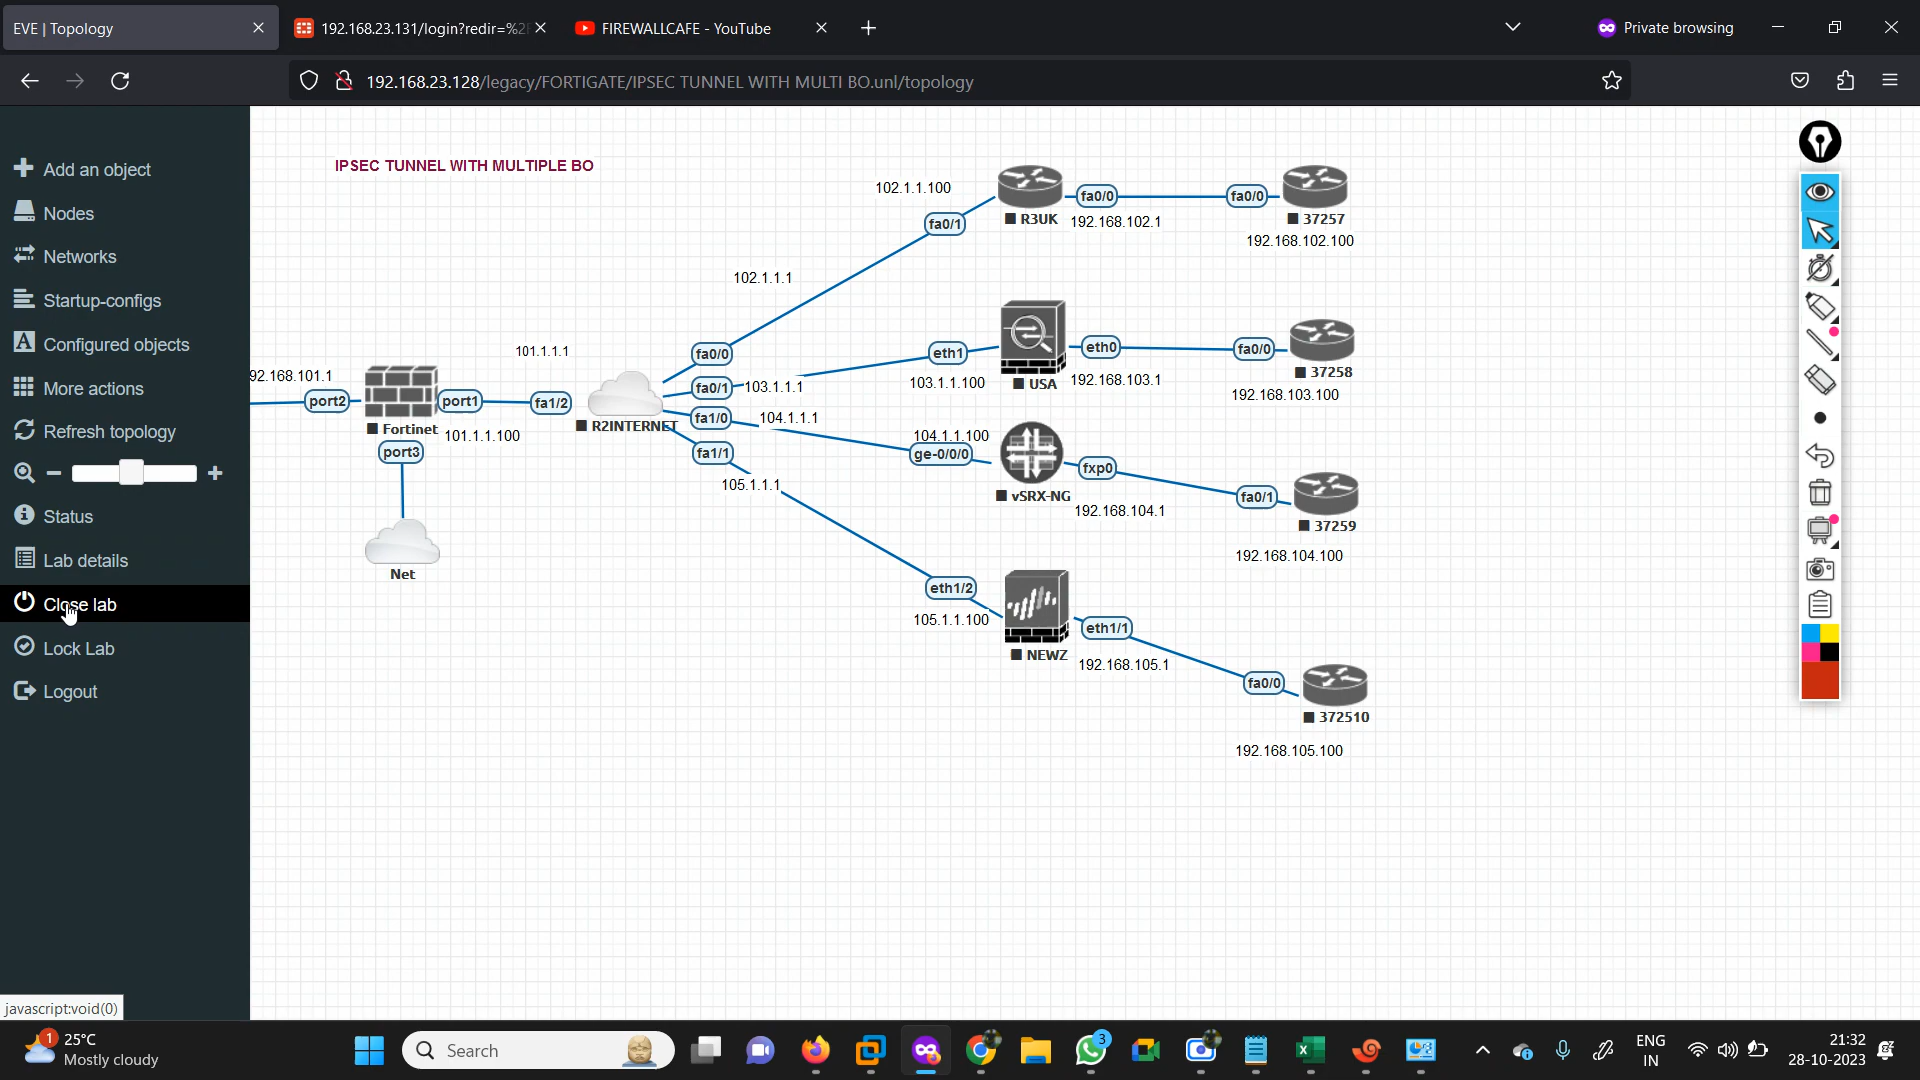 EVE | Topology
192.168.23.131/login?redir=%2F
FIREWALLCAFE - YouTube
Private browsing
192.168.23.128/legacy/FORTIGATE/IPSEC TUNNEL WITH MULTI BO.unl/topology
Add an object
Nodes
Networks
Startup-configs
Configured objects
More actions
Refresh topology
Status
Lab details
Close lab
Lock Lab
Logout
javascript:void(0)
IPSEC TUNNEL WITH MULTIPLE BO
102.1.1.100
fa0/1
R3UK
fa0/0
192.168.102.1
fa0/0
37257
192.168.102.100
102.1.1.1
101.1.1.1
92.168.101.1
port2
Fortinet
port1
101.1.1.100
fa1/2
R2INTERNET
port3
Net
fa0/0
fa0/1
103.1.1.1
fa1/0
104.1.1.1
fa1/1
105.1.1.1
eth1
103.1.1.100
USA
eth0
192.168.103.1
fa0/0
37258
192.168.103.100
104.1.1.100
ge-0/0/0
vSRX-NG
fxp0
192.168.104.1
fa0/1
37259
192.168.104.100
eth1/2
105.1.1.100
NEWZ
eth1/1
192.168.105.1
fa0/0
372510
192.168.105.100
1
25°C
Mostly cloudy
Search
3
ENG
IN
21:32
28-10-2023